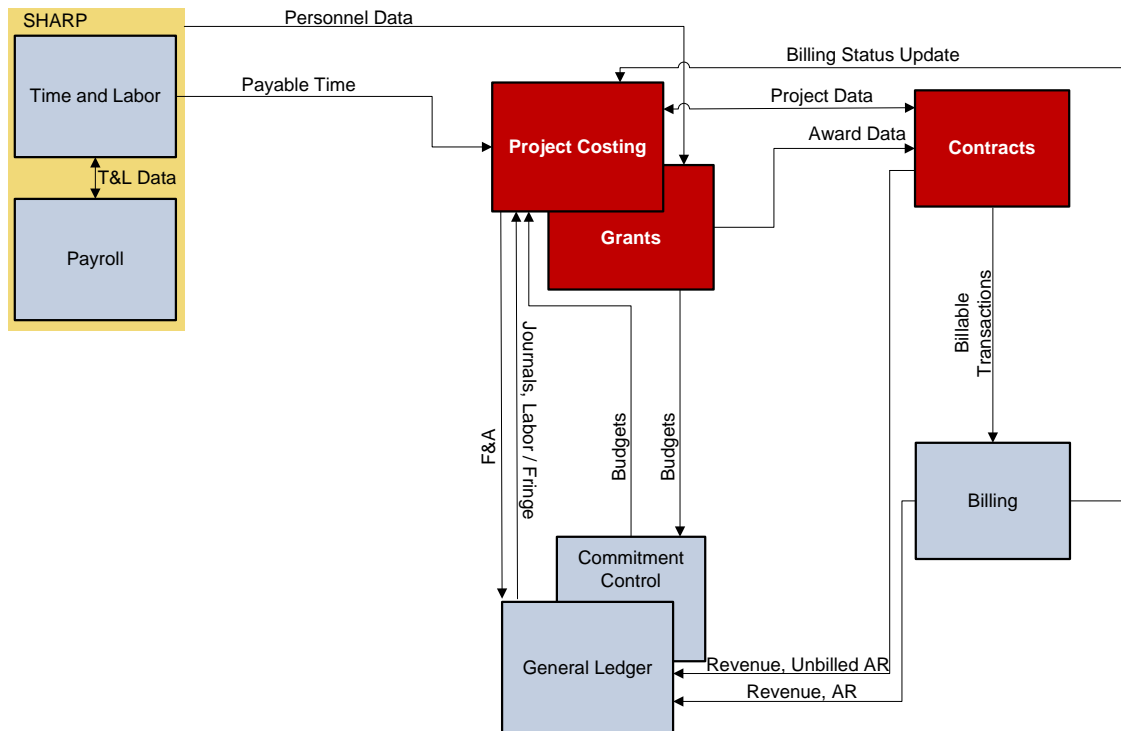 SHARP
Personnel Data
Billing Status Update
Time and Labor
Payable Time
Project Data
Project Costing
Award Data
Contracts
T&L Data
Grants
Payroll
Billable
Transactions
Journals, Labor / Fringe
F&A
Budgets
Budgets
Billing
Commitment
Control
General Ledger
Revenue, Unbilled AR
Revenue, AR